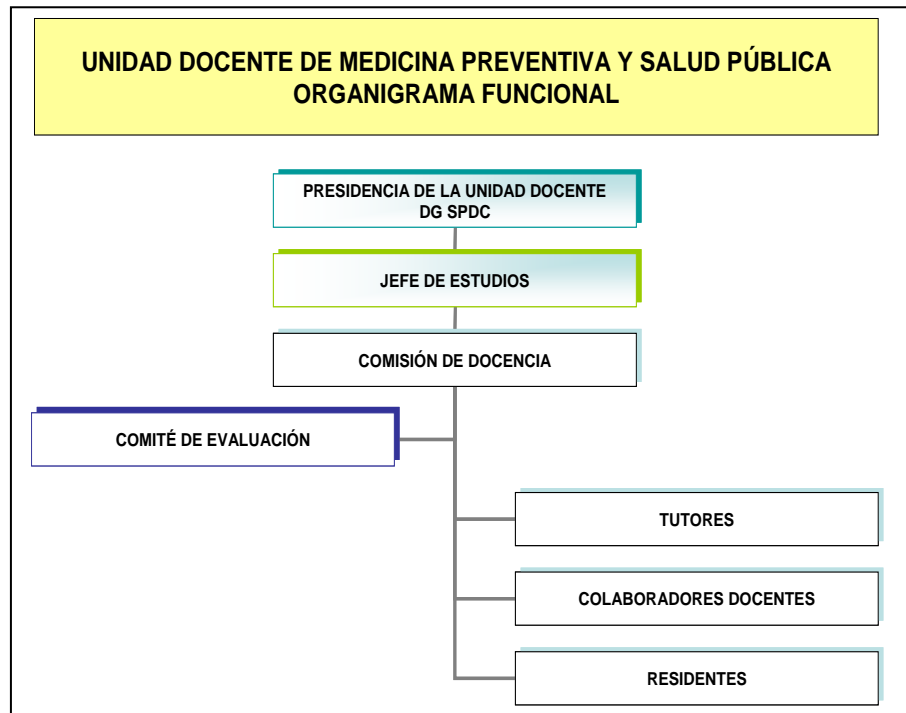 UNIDAD DOCENTE DE MEDICINA PREVENTIVA Y SALUD PÚBLICA
ORGANIGRAMA FUNCIONAL
PRESIDENCIA DE LA UNIDAD DOCENTE
DG SPDC
JEFE DE ESTUDIOS
COMISIÓN DE DOCENCIA
COMITÉ DE EVALUACIÓN
TUTORES
COLABORADORES DOCENTES
RESIDENTES